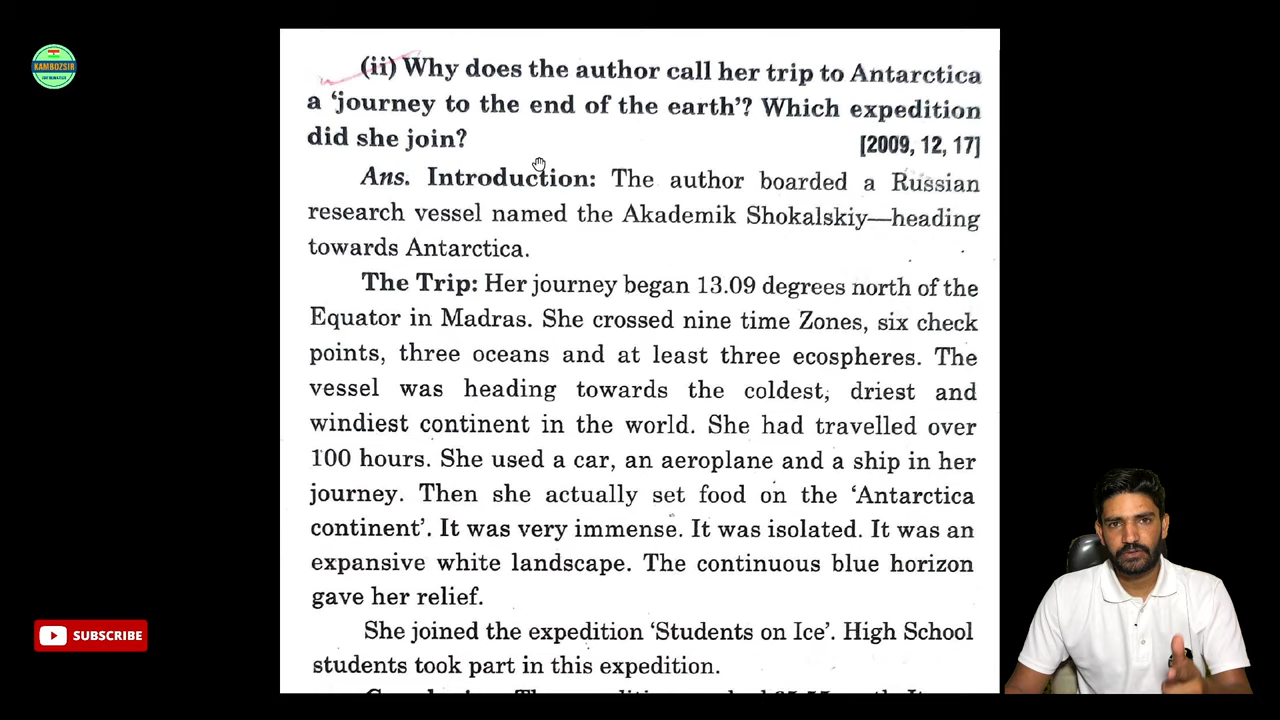 KAMBOZSIR
(ii) Why does the author call her trip to Antarctica
a 'journey to the end of the earth'? Which expedition
did she join? [2009, 12, 17]
Ans. Introduction: The author boarded a Russian
research vessel named the Akademik Shokalskiy—heading
towards Antarctica.
The Trip: Her journey began 13.09 degrees north of the
Equator in Madras. She crossed nine time Zones, six check
points, three oceans and at least three ecospheres. The
vessel was heading towards the coldest, driest and
windiest continent in the world. She had travelled over
100 hours. She used a car, an aeroplane and a ship in her
journey. Then she actually set food on the 'Antarctica
continent'. It was very immense. It was isolated. It was an
expansive white landscape. The continuous blue horizon
gave her relief.
She joined the expedition 'Students on Ice'. High School
students took part in this expedition.
SUBSCRIBE